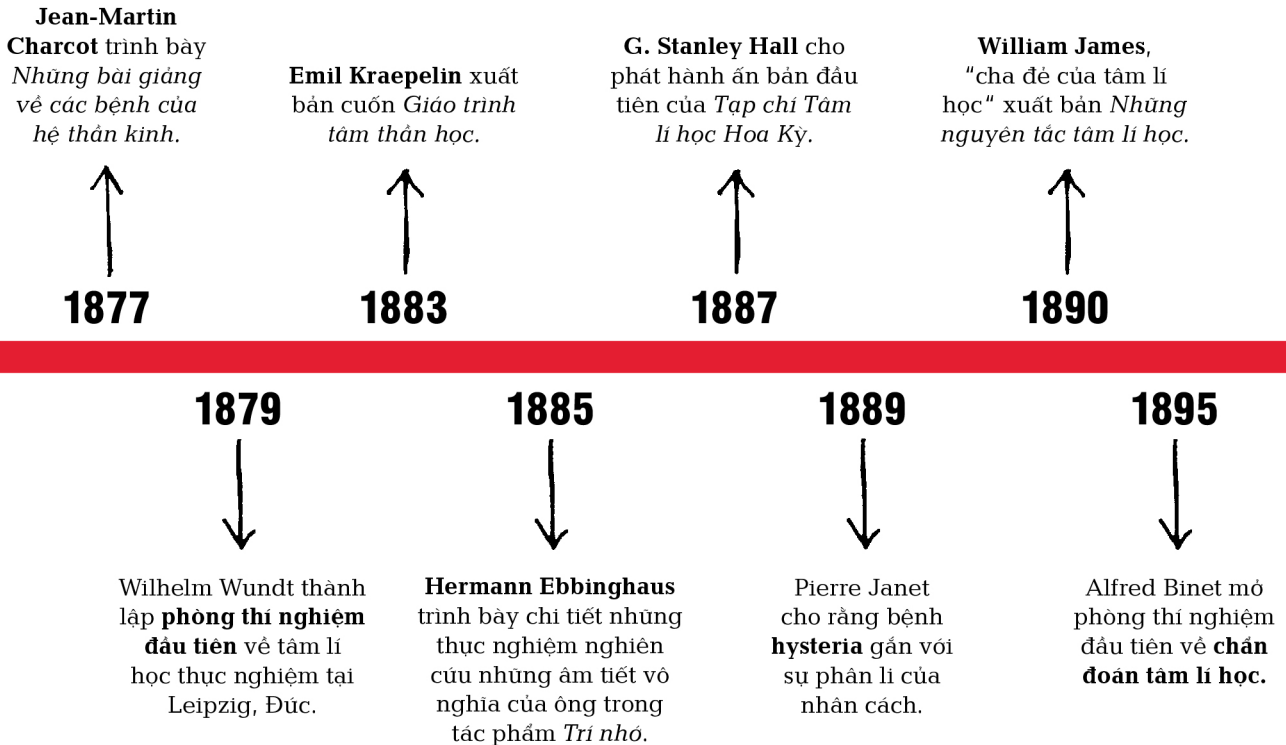 Jean-Martin
Charcot trình bày
Những bài giảng
về các bệnh của
hệ thần kinh.
Emil Kraepelin xuất
bản cuốn Giáo trình
tâm thần học.
G. Stanley Hall cho
phát hành ấn bản đầu
tiên của Tạp chí Tâm
lí học Hoa Kỳ.
William James,
“cha đẻ của tâm lí
học“ xuất bản Những
nguyên tắc tâm lí học.
1877
1883
1887
1890
1879
1885
1889
1895
Wilhelm Wundt thành
lập phòng thí nghiệm
đầu tiên về tâm lí
học thực nghiệm tại
Leipzig, Đức.
Hermann Ebbinghaus
trình bày chi tiết những
thực nghiệm nghiên
cứu những âm tiết vô
nghĩa của ông trong
tác phẩm Trí nhớ.
Pierre Janet
cho rằng bệnh
hysteria gắn với
sự phân li của
nhân cách.
Alfred Binet mở
phòng thí nghiệm
đầu tiên về chẩn
đoán tâm lí học.